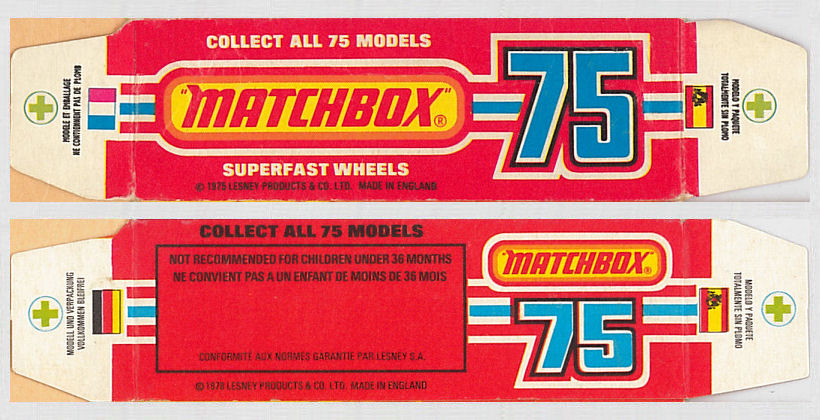 COLLECT ALL 75 MODELS
"MATCHBOX"®
75
SUPERFAST WHEELS
© 1975 LESNEY PRODUCTS & CO. LTD. MADE IN ENGLAND
MODELE ET EMBALLAGE
NE CONTIENNENT PAS DE PLOMB
MODELO Y PAQUETE
TOTALMENTE SIN PLOMO
COLLECT ALL 75 MODELS
NOT RECOMMENDED FOR CHILDREN UNDER 36 MONTHS
NE CONVIENT PAS A UN ENFANT DE MOINS DE 36 MOIS
CONFORMITÉ AUX NORMES GARANTIE PAR LESNEY S.A.
© 1978 LESNEY PRODUCTS & CO. LTD. MADE IN ENGLAND
"MATCHBOX"®
75
MODELL UND VERPACKUNG
VOLLKOMMEN BLEIFREI
MODELO Y PAQUETE
TOTALMENTE SIN PLOMO